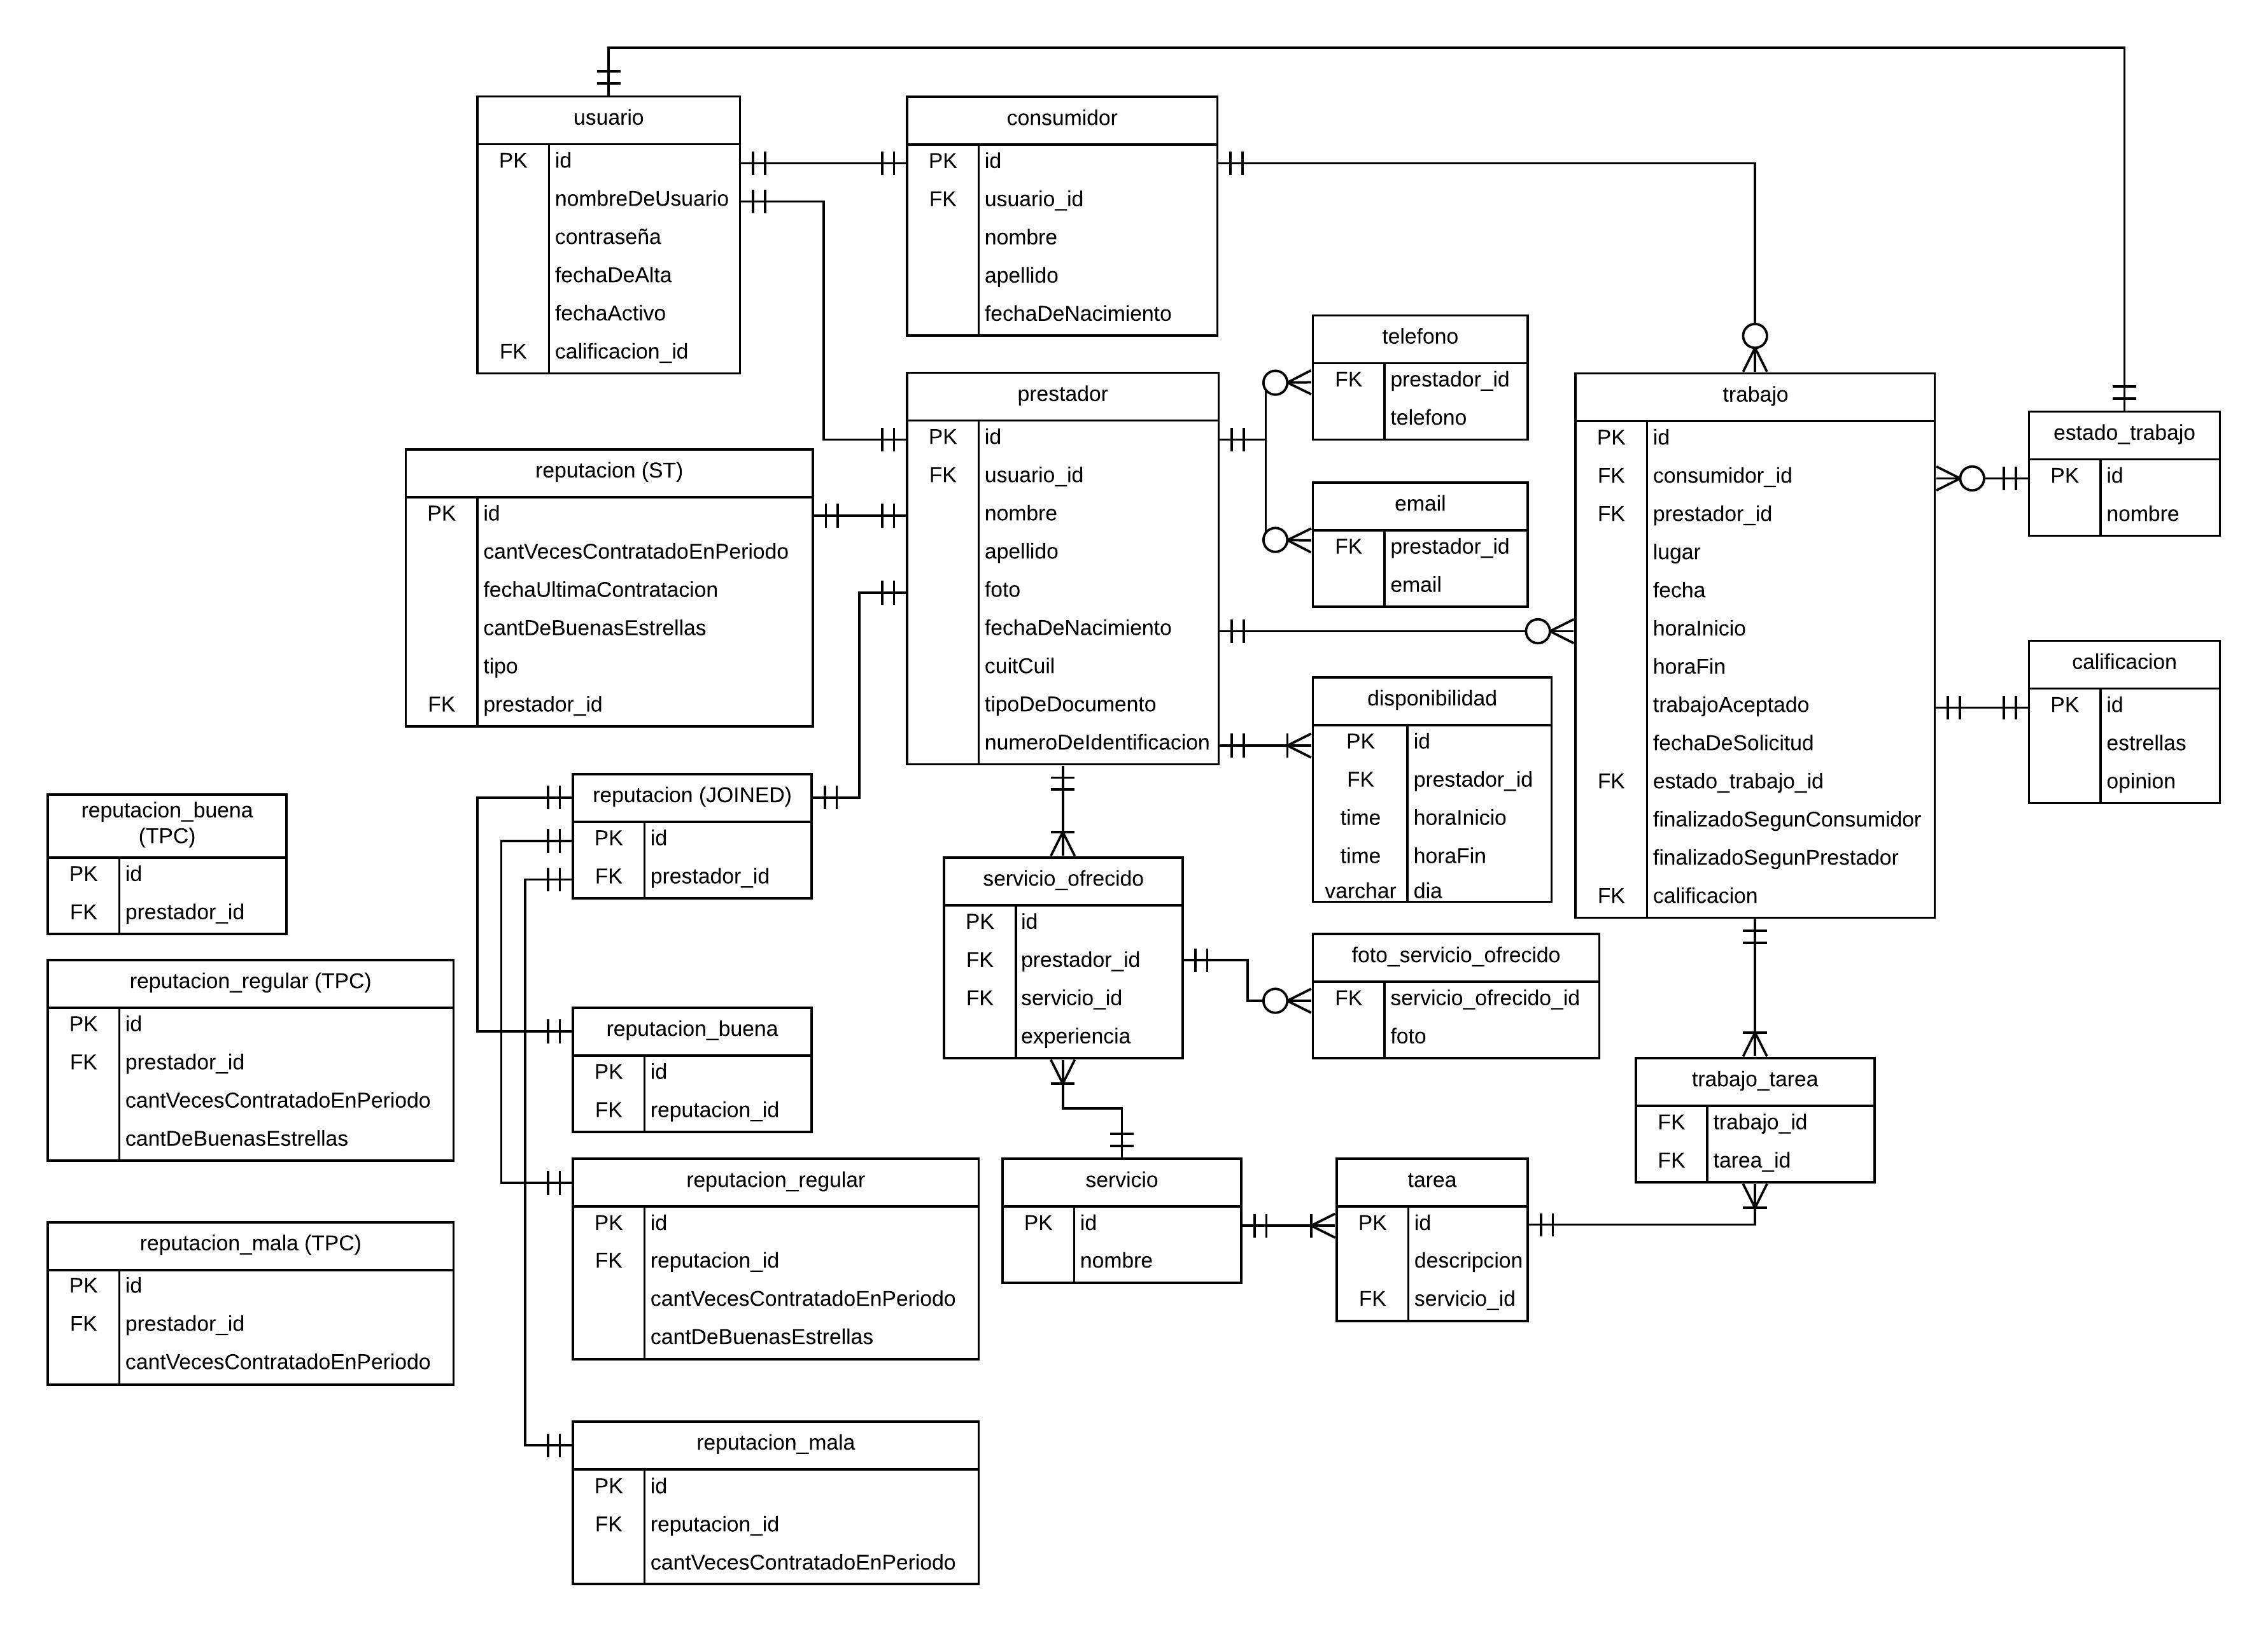 usuario
PK id
nombreDeUsuario
contraseña
fechaDeAlta
fechaActivo
FK calificacion_id
consumidor
PK id
FK usuario_id
nombre
apellido
fechaDeNacimiento
telefono
FK prestador_id
telefono
email
FK prestador_id
email
prestador
PK id
FK usuario_id
nombre
apellido
foto
fechaDeNacimiento
cuitCuil
tipoDeDocumento
numeroDeIdentificacion
trabajo
PK id
FK consumidor_id
FK prestador_id
lugar
fecha
horaInicio
horaFin
trabajoAceptado
fechaDeSolicitud
FK estado_trabajo_id
finalizadoSegunConsumidor
finalizadoSegunPrestador
FK calificacion
estado_trabajo
PK id
nombre
calificacion
PK id
estrellas
opinion
reputacion (ST)
PK id
cantVecesContratadoEnPeriodo
fechaUltimaContratacion
cantDeBuenasEstrellas
tipo
FK prestador_id
disponibilidad
PK id
FK prestador_id
time horaInicio
time horaFin
varchar dia
reputacion (JOINED)
PK id
FK prestador_id
reputacion_buena
(TPC)
PK id
FK prestador_id
servicio_ofrecido
PK id
FK prestador_id
FK servicio_id
experiencia
foto_servicio_ofrecido
FK servicio_ofrecido_id
foto
reputacion_regular (TPC)
PK id
FK prestador_id
cantVecesContratadoEnPeriodo
cantDeBuenasEstrellas
reputacion_buena
PK id
FK reputacion_id
trabajo_tarea
FK trabajo_id
FK tarea_id
reputacion_regular
PK id
FK reputacion_id
cantVecesContratadoEnPeriodo
cantDeBuenasEstrellas
servicio
PK id
nombre
tarea
PK id
descripcion
FK servicio_id
reputacion_mala (TPC)
PK id
FK prestador_id
cantVecesContratadoEnPeriodo
reputacion_mala
PK id
FK reputacion_id
cantVecesContratadoEnPeriodo